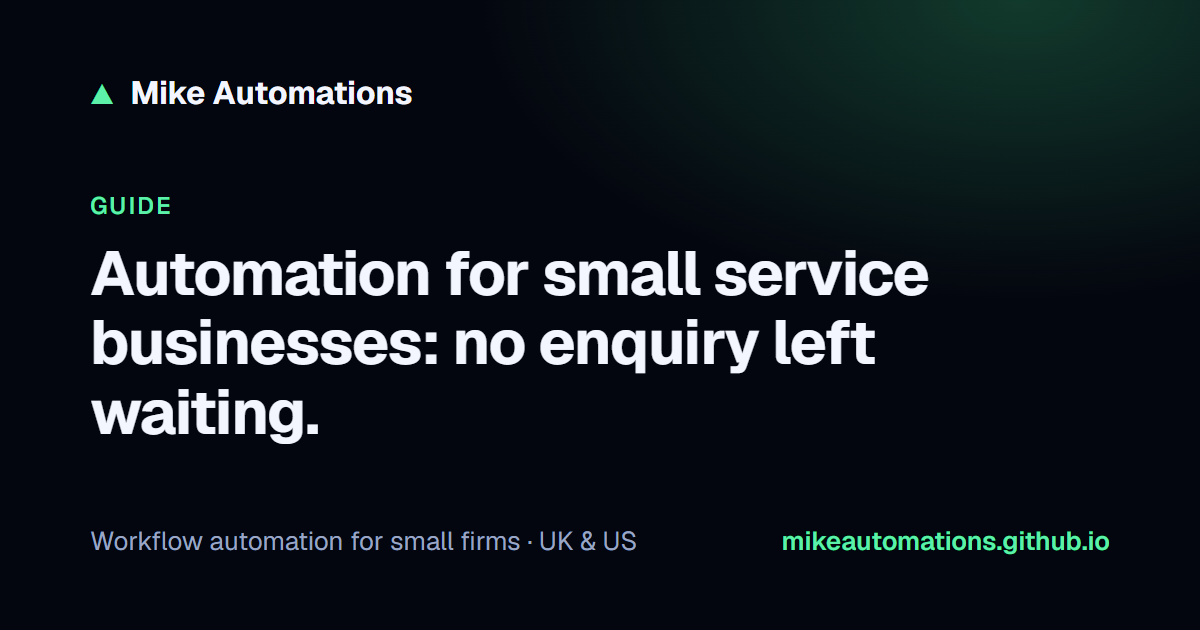 Mike Automations
GUIDE
Automation for small service
businesses: no enquiry left
waiting.
Workflow automation for small firms · UK & US
mikeautomations.github.io